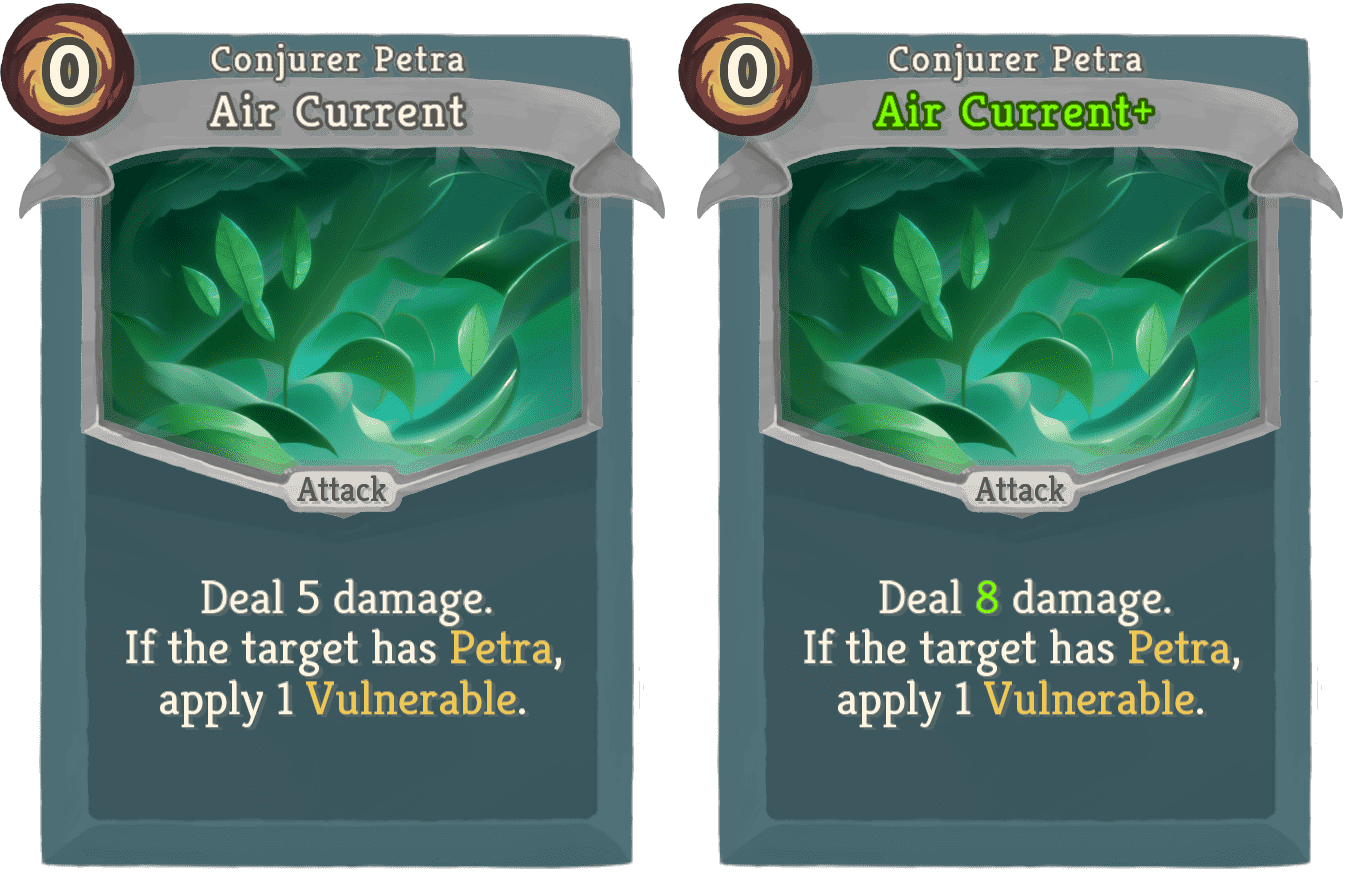 0
Conjurer Petra
Air Current
Attack
Deal 5 damage.
If the target has Petra,
apply 1 Vulnerable.
0
Conjurer Petra
Air Current+
Attack
Deal 8 damage.
If the target has Petra,
apply 1 Vulnerable.